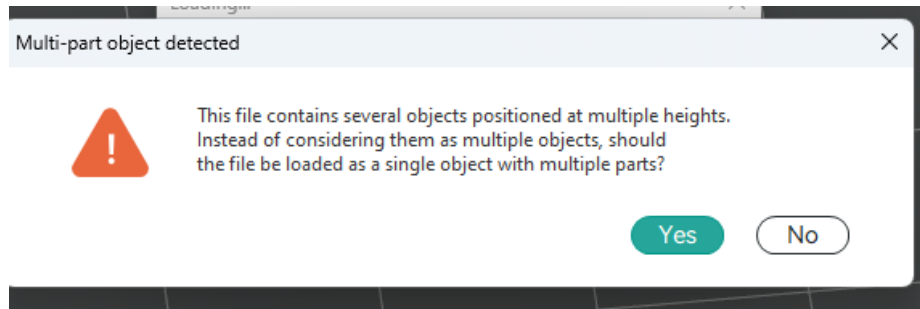 Loading...
Multi-part object detected
This file contains several objects positioned at multiple heights.
Instead of considering them as multiple objects, should
the file be loaded as a single object with multiple parts?
Yes
No